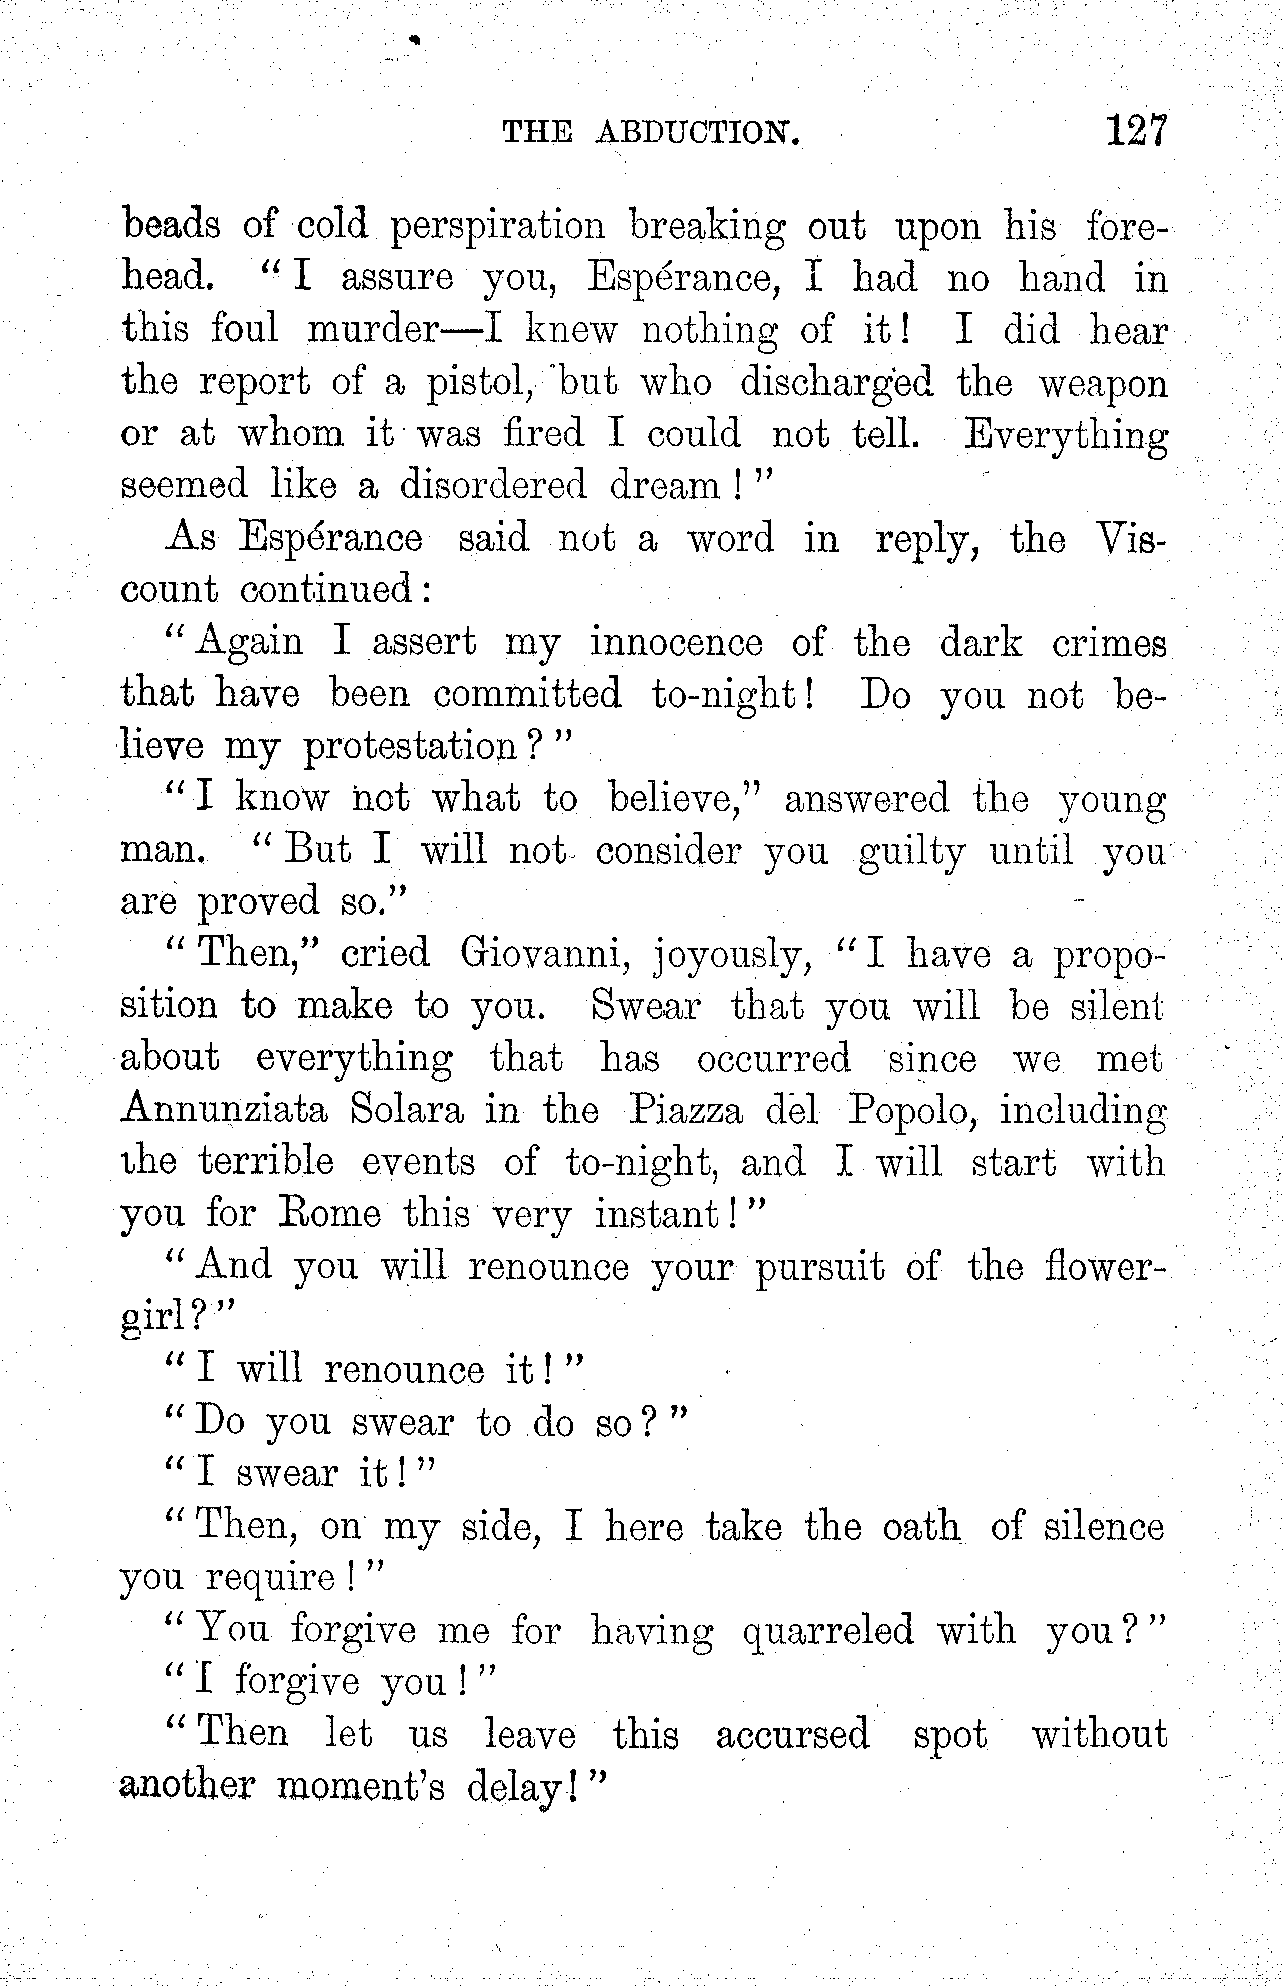 THE ABDUCTION. 127
beads of cold perspiration breaking out upon his fore-
head. "I assure you, Espérance, I had no hand in
this foul murder—I knew nothing of it! I did hear
the report of a pistol, but who discharged the weapon
or at whom it was fired I could not tell. Everything
seemed like a disordered dream!"
As Espérance said not a word in reply, the Vis-
count continued:
"Again I assert my innocence of the dark crimes
that have been committed to-night! Do you not be-
lieve my protestation?"
"I know not what to believe," answered the young
man. "But I will not consider you guilty until you
are proved so."
"Then," cried Giovanni, joyously, "I have a propo-
sition to make to you. Swear that you will be silent
about everything that has occurred since we met
Annunziata Solara in the Piazza del Popolo, including
the terrible events of to-night, and I will start with
you for Rome this very instant!"
"And you will renounce your pursuit of the flower-
girl?"
"I will renounce it!"
"Do you swear to do so?"
"I swear it!"
"Then, on my side, I here take the oath of silence
you require!"
"You forgive me for having quarreled with you?"
"I forgive you!"
"Then let us leave this accursed spot without
another moment's delay!"